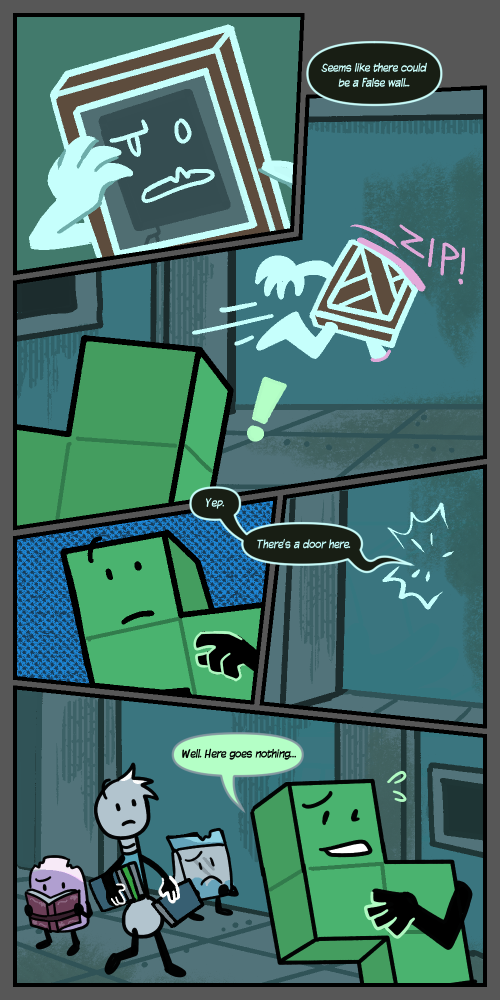 Seems like there could
be a False wall...
ZIP!
Yep.
There's a door here.
Well. Here goes nothing...